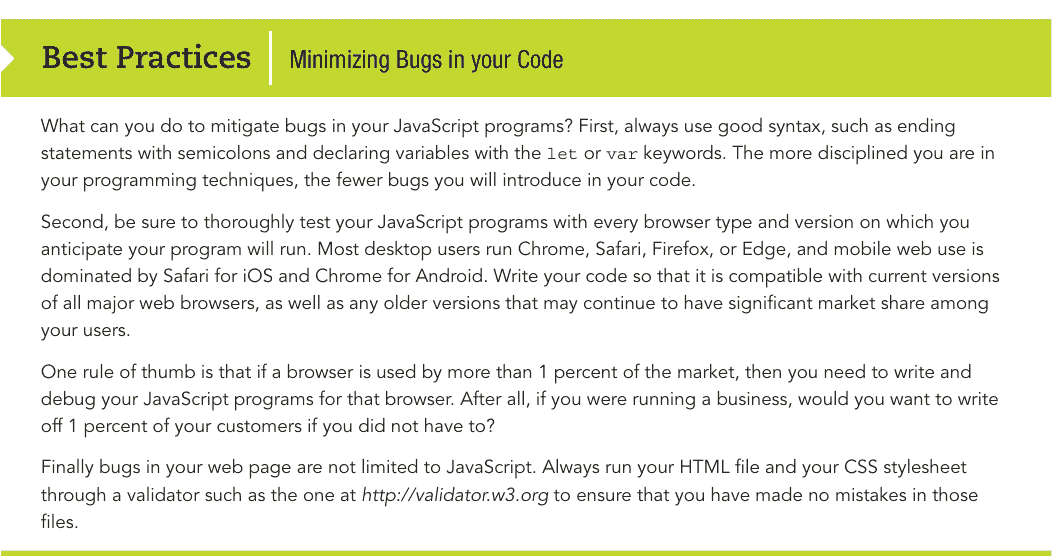 Best Practices
Minimizing Bugs in your Code
What can you do to mitigate bugs in your JavaScript programs? First, always use good syntax, such as ending
statements with semicolons and declaring variables with the let or var keywords. The more disciplined you are in
your programming techniques, the fewer bugs you will introduce in your code.
Second, be sure to thoroughly test your JavaScript programs with every browser type and version on which you
anticipate your program will run. Most desktop users run Chrome, Safari, Firefox, or Edge, and mobile web use is
dominated by Safari for iOS and Chrome for Android. Write your code so that it is compatible with current versions
of all major web browsers, as well as any older versions that may continue to have significant market share among
your users.
One rule of thumb is that if a browser is used by more than 1 percent of the market, then you need to write and
debug your JavaScript programs for that browser. After all, if you were running a business, would you want to write
off 1 percent of your customers if you did not have to?
Finally bugs in your web page are not limited to JavaScript. Always run your HTML file and your CSS stylesheet
through a validator such as the one at http://validator.w3.org to ensure that you have made no mistakes in those
files.